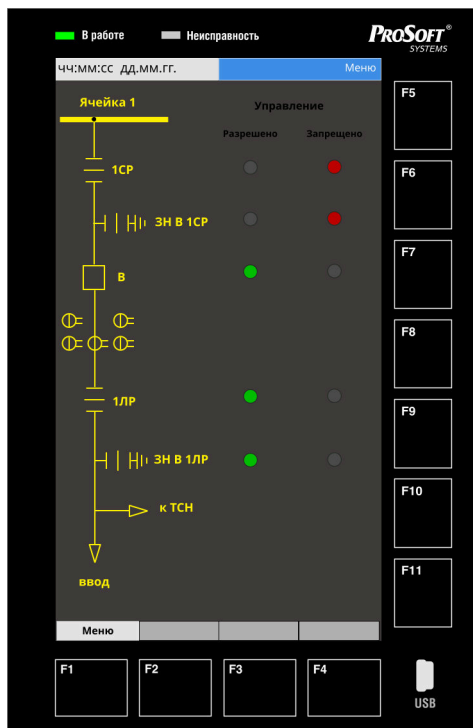 В работе Неисправность PROSOFT®
SYSTEMS
чч:мм:сс дд.мм.гг. Меню
F5
Ячейка 1 Управление
Разрешено Запрещено
1СР
F6
ЗН В 1СР
F7
В
F8
1ЛР
F9
ЗН В 1ЛР
F10
к ТСН
F11
ввод
Меню
F1 F2 F3 F4
USB